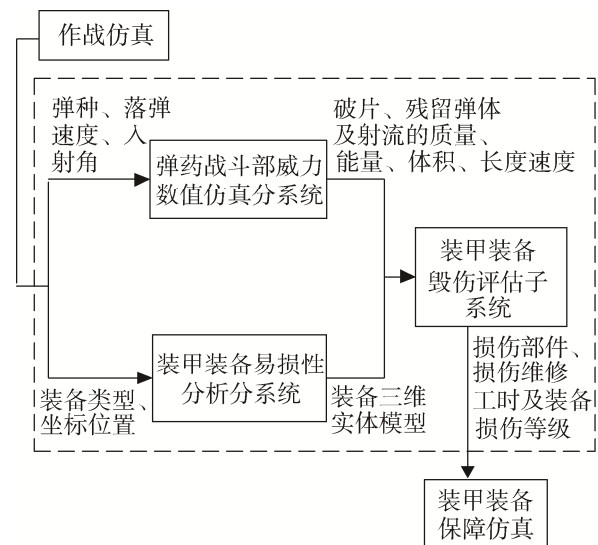 作战仿真
弹种、落弹
速度、入
射角
破片、残留弹体
及射流的质量、
能量、体积、长度速度
弹药战斗部威力
数值仿真分系统
装甲装备
毁伤评估子
系统
装甲装备易损性
分析分系统
装备类型、
坐标位置
装备三维
实体模型
损伤部件、
损伤维修
工时及装备
损伤等级
装甲装备
保障仿真